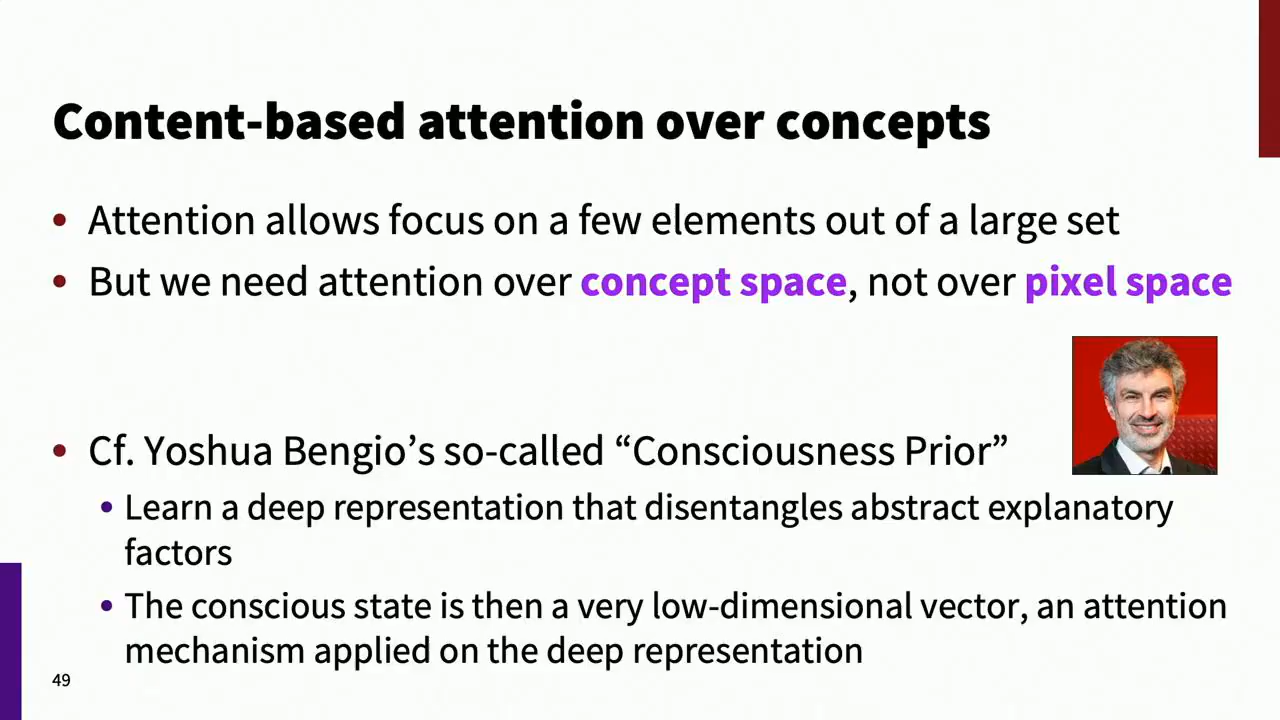 Content-based attention over concepts
• Attention allows focus on a few elements out of a large set
• But we need attention over concept space, not over pixel space
• Cf. Yoshua Bengio’s so-called “Consciousness Prior”
• Learn a deep representation that disentangles abstract explanatory
factors
• The conscious state is then a very low-dimensional vector, an attention
mechanism applied on the deep representation
49